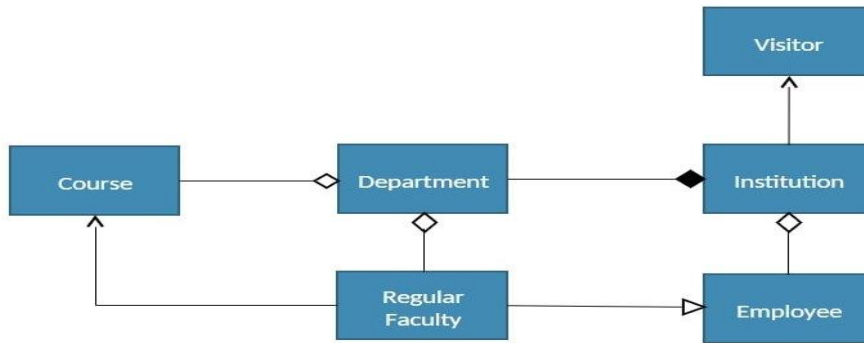 Visitor
Course
Department
Institution
Regular
Faculty
Employee